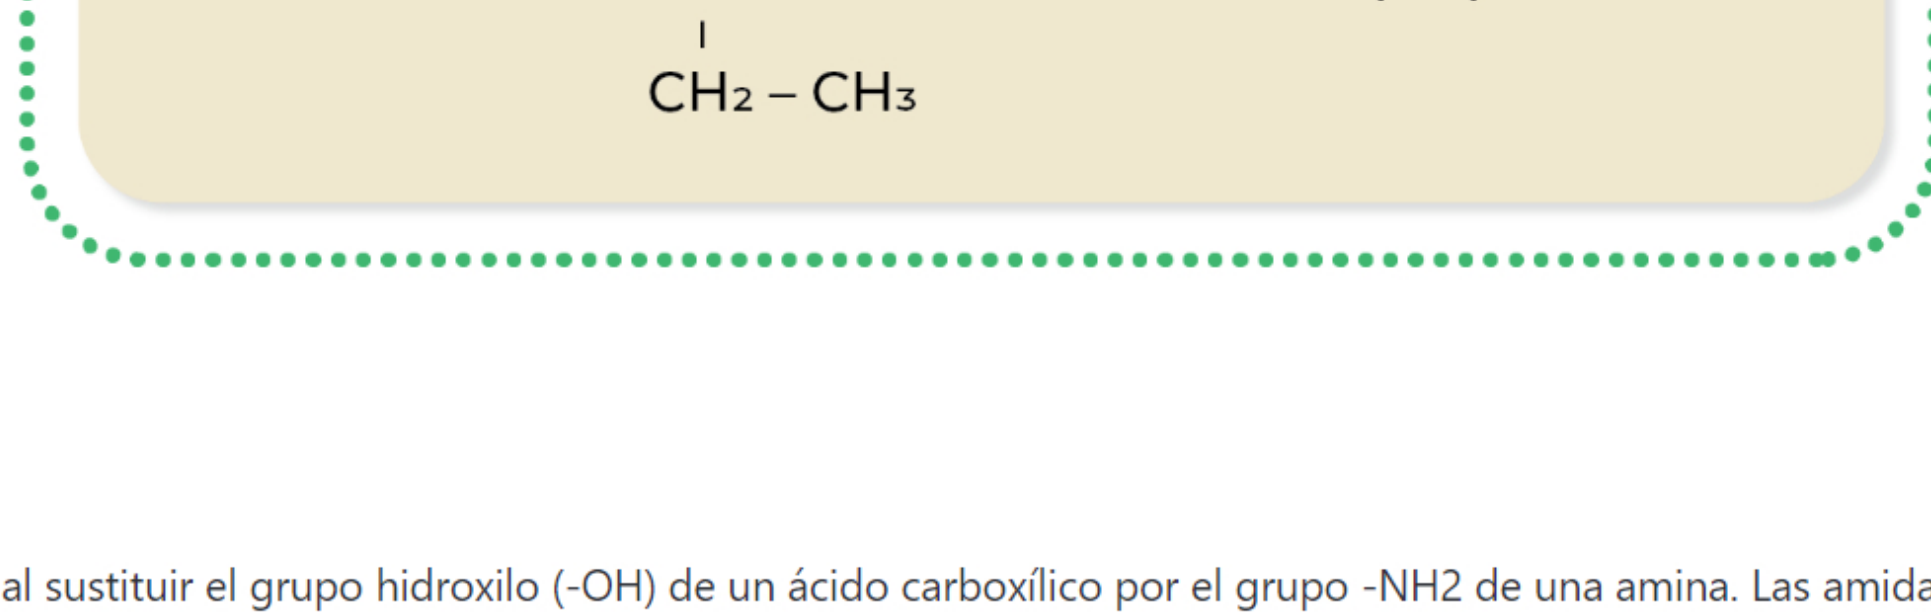 CH₂ – CH₃
al sustituir el grupo hidroxilo (-OH) de un ácido carboxílico por el grupo -NH2 de una amina. Las amida